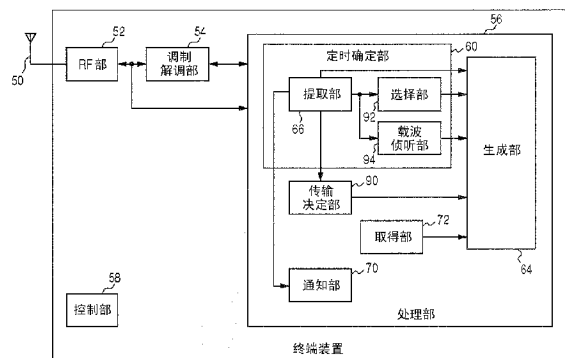 52
54
56
50
RF部
调制
解调部
定时确定部
60
提取部
66
选择部
92
载波
侦听部
94
生成部
64
传输
决定部
90
取得部
72
通知部
70
处理部
58
控制部
终端装置